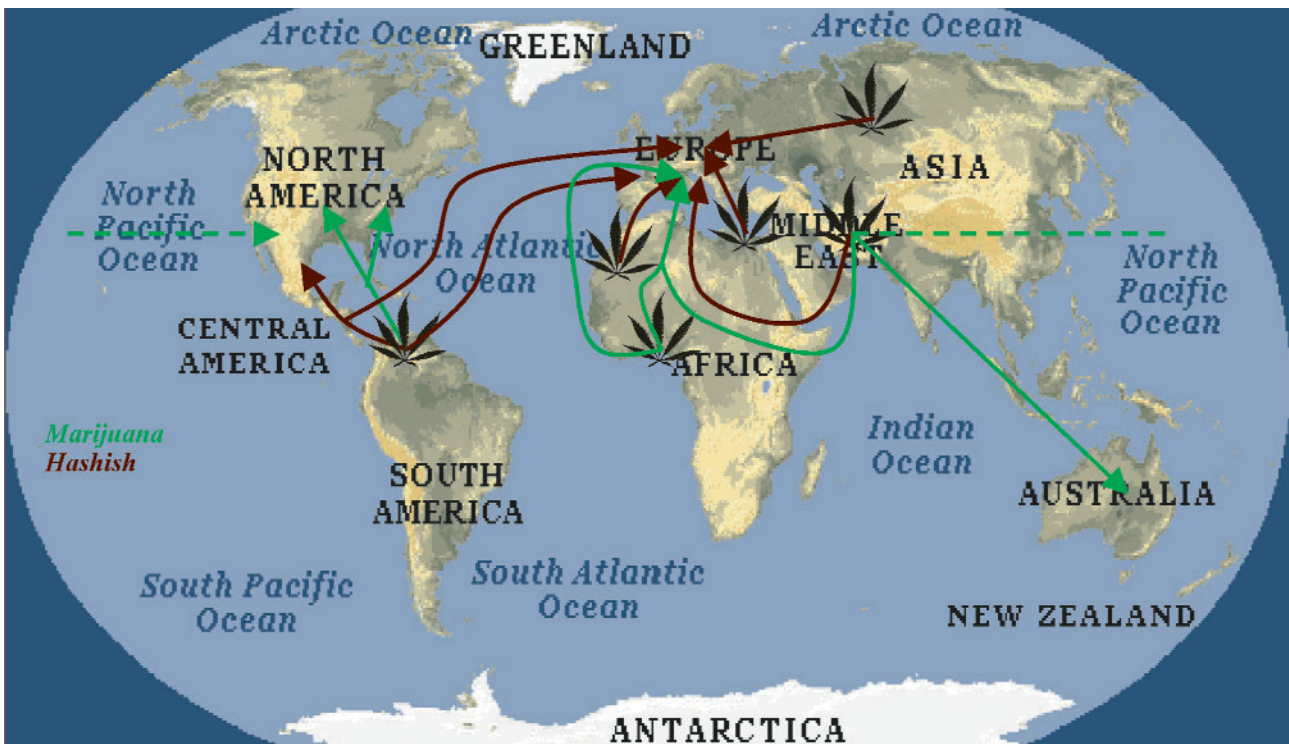 Arctic Ocean
Arctic Ocean
GREENLAND
NORTH
AMERICA
EUROPE
ASIA
North
Pacific
Ocean
North Atlantic
Ocean
MIDDLE
EAST
North
Pacific
Ocean
CENTRAL
AMERICA
AFRICA
Marijuana
Hashish
Indian
Ocean
SOUTH
AMERICA
AUSTRALIA
South Pacific
Ocean
South Atlantic
Ocean
NEW ZEALAND
ANTARCTICA